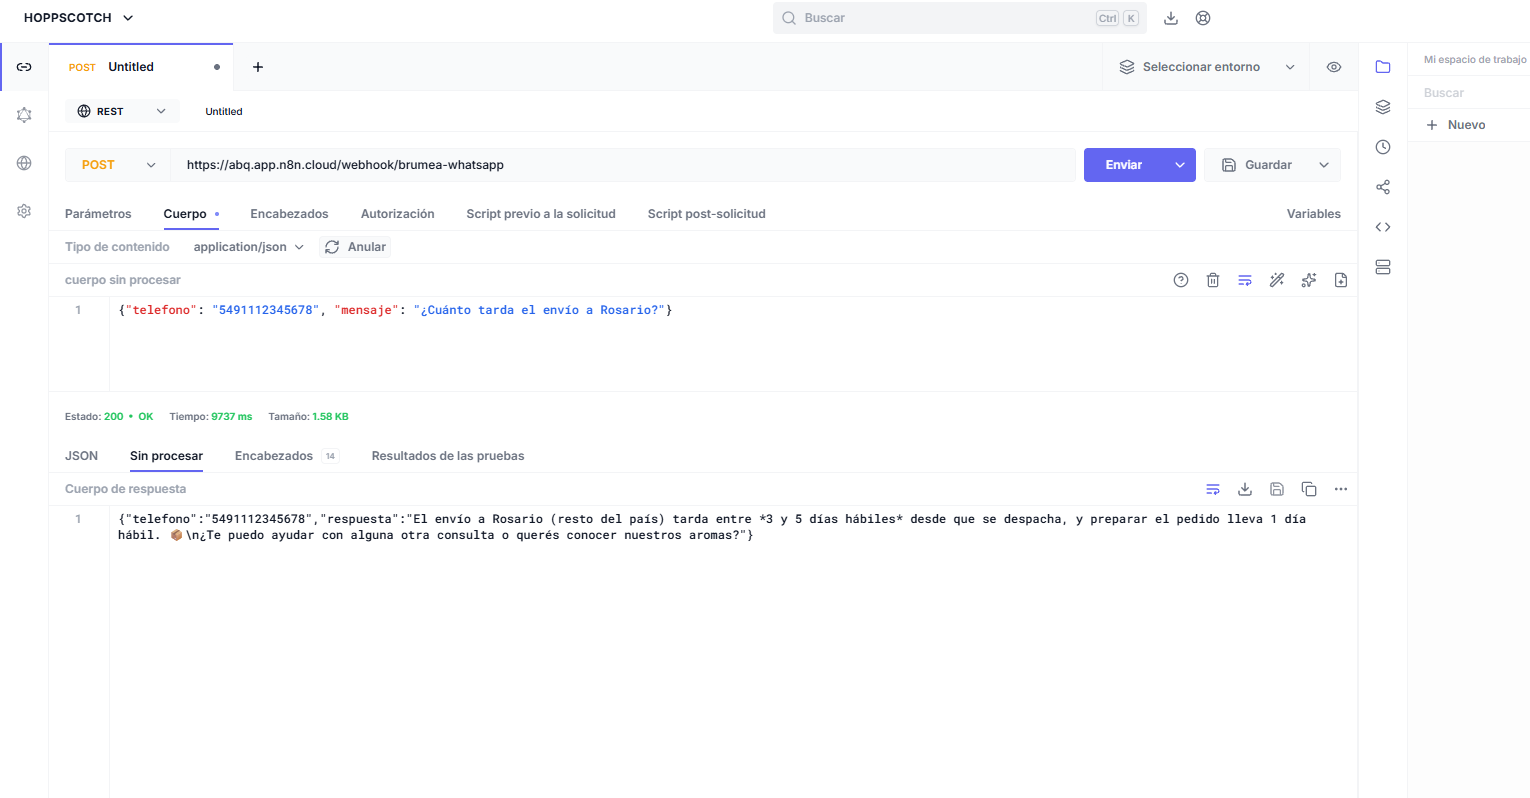 HOPPSCOTCH
Buscar Ctrl K
POST Untitled
Seleccionar entorno
Mi espacio de trabajo
REST Untitled
Buscar
Nuevo
POST https://abq.app.n8n.cloud/webhook/brumea-whatsapp Enviar Guardar
Parámetros Cuerpo Encabezados Autorización Script previo a la solicitud Script post-solicitud Variables
Tipo de contenido application/json Anular
cuerpo sin procesar
1 {"telefono": "5491112345678", "mensaje": "¿Cuánto tarda el envío a Rosario?"}
Estado: 200 • OK Tiempo: 9737 ms Tamaño: 1.58 KB
JSON Sin procesar Encabezados 14 Resultados de las pruebas
Cuerpo de respuesta
1 {"telefono":"5491112345678","respuesta":"El envío a Rosario (resto del país) tarda entre *3 y 5 días hábiles* desde que se despacha, y preparar el pedido lleva 1 día
hábil. 📦\n¿Te puedo ayudar con alguna otra consulta o querés conocer nuestros aromas?"}